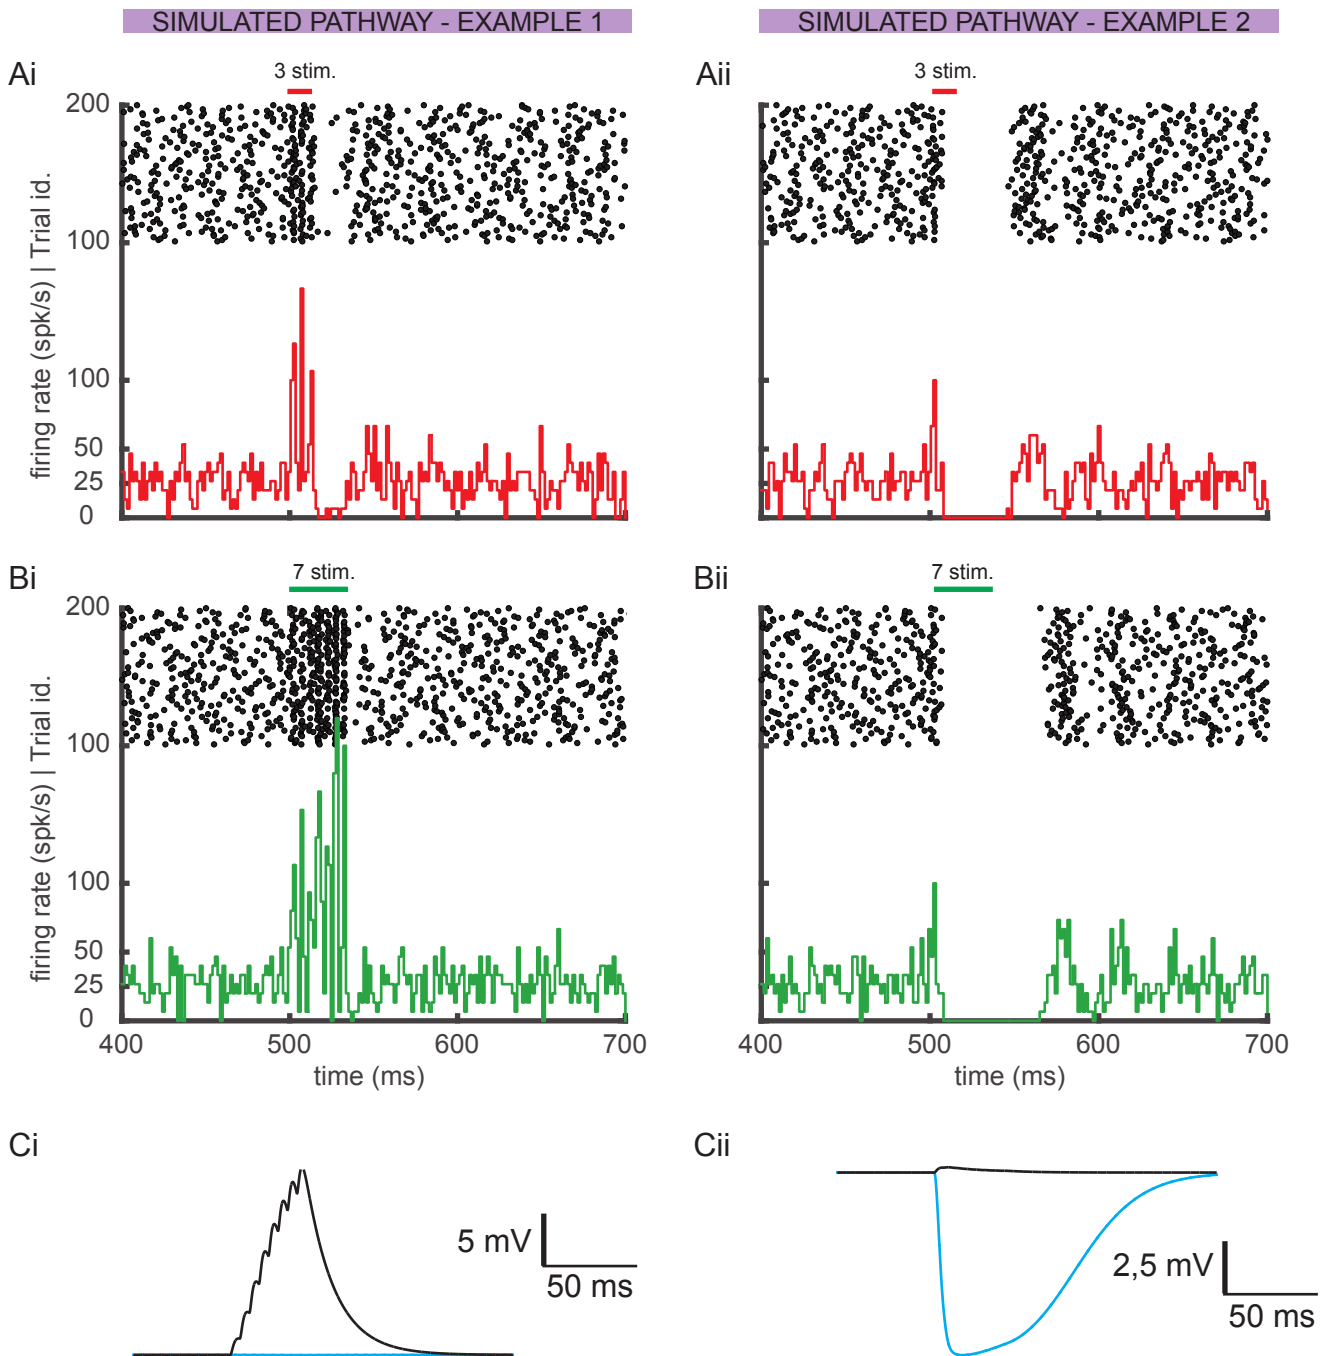 SIMULATED PATHWAY - EXAMPLE 1
SIMULATED PATHWAY - EXAMPLE 2
Ai
3 stim.
200
100
100
50
25
0
firing rate (spk/s) | Trial id.
Aii
3 stim.
Bi
7 stim.
200
100
100
50
25
0
firing rate (spk/s) | Trial id.
400
500
600
700
time (ms)
Bii
7 stim.
400
500
600
700
time (ms)
Ci
5 mV
50 ms
Cii
2,5 mV
50 ms